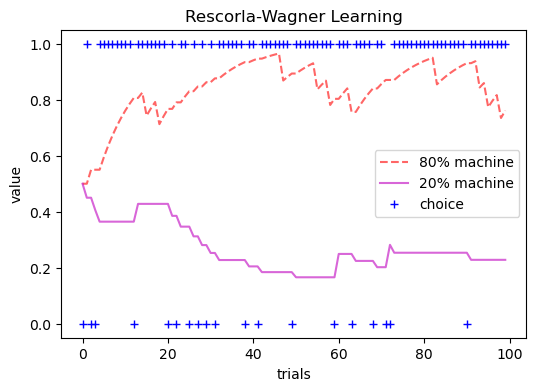 Rescorla-Wagner Learning
1.0
0.8
0.6
0.4
0.2
0.0
value
80% machine
20% machine
choice
0 20 40 60 80 100
trials